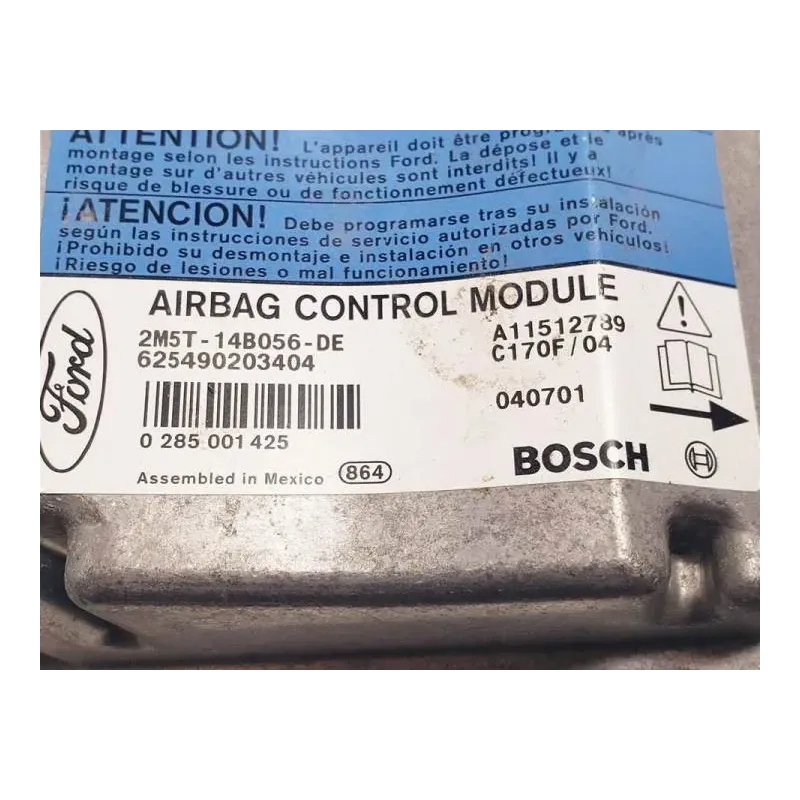 ATTENTION! L'appareil doit être programmé après
montage selon les instructions Ford. La dépose et le
montage sur d'autres véhicules sont interdits! Il y a
risque de blessure ou de fonctionnement défectueux!
¡ATENCION! Debe programarse tras su instalación
según las instrucciones de servicio autorizadas por Ford.
¡Prohibido su desmontaje e instalación en otros vehículos!
¡Riesgo de lesiones o mal funcionamiento!
Ford
AIRBAG CONTROL MODULE
2M5T-14B056-DE A11512789
625490203404 C170F/04
040701
0 285 001 425
BOSCH
Assembled in Mexico 864